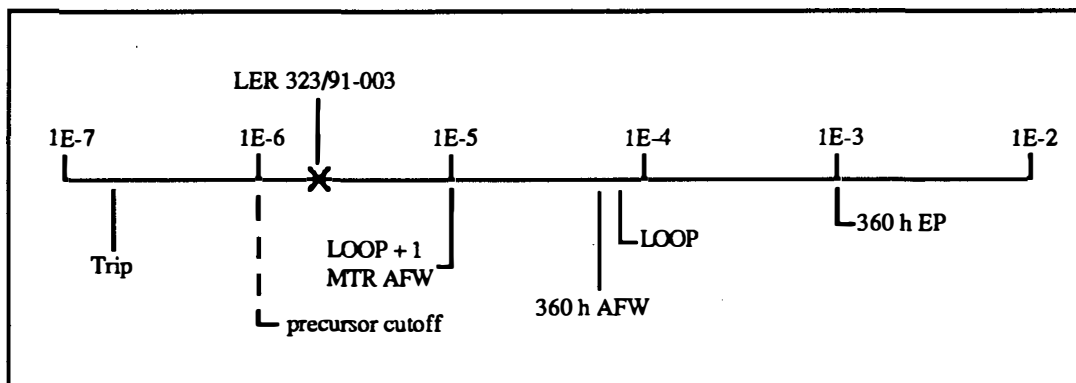 LER 323/91-003
1E-7 1E-6 1E-5 1E-4 1E-3 1E-2
Trip
LOOP + 1
MTR AFW
LOOP
360 h EP
360 h AFW
precursor cutoff